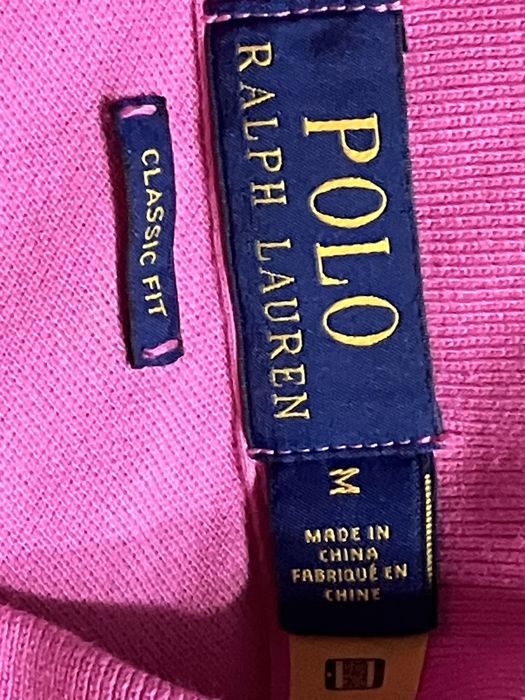 POLO
RALPH LAUREN
CLASSIC FIT
M
MADE IN
CHINA
FABRIQUÉ EN
CHINE